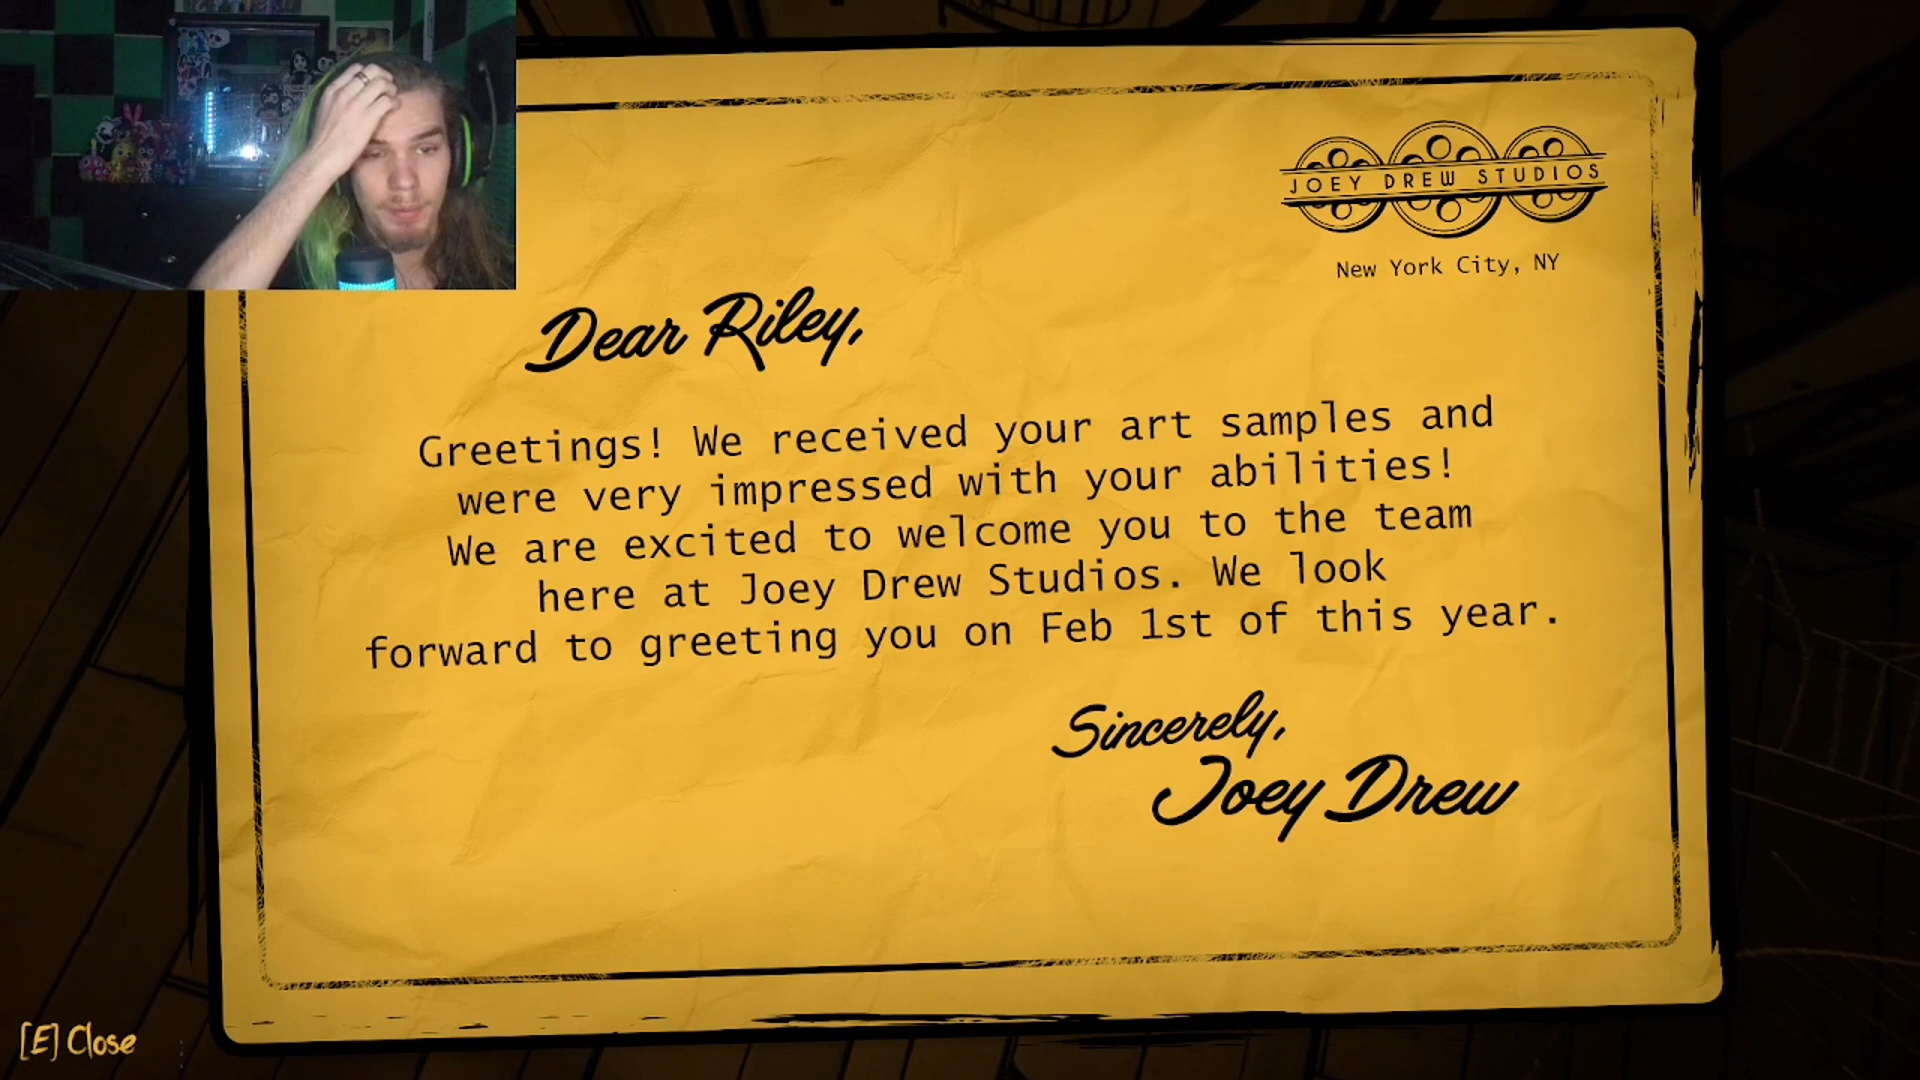 JOEY DREW STUDIOS
New York City, NY
Dear Riley,
Greetings! We received your art samples and
were very impressed with your abilities!
We are excited to welcome you to the team
here at Joey Drew Studios. We look
forward to greeting you on Feb 1st of this year.
Sincerely,
Joey Drew
[E] Close